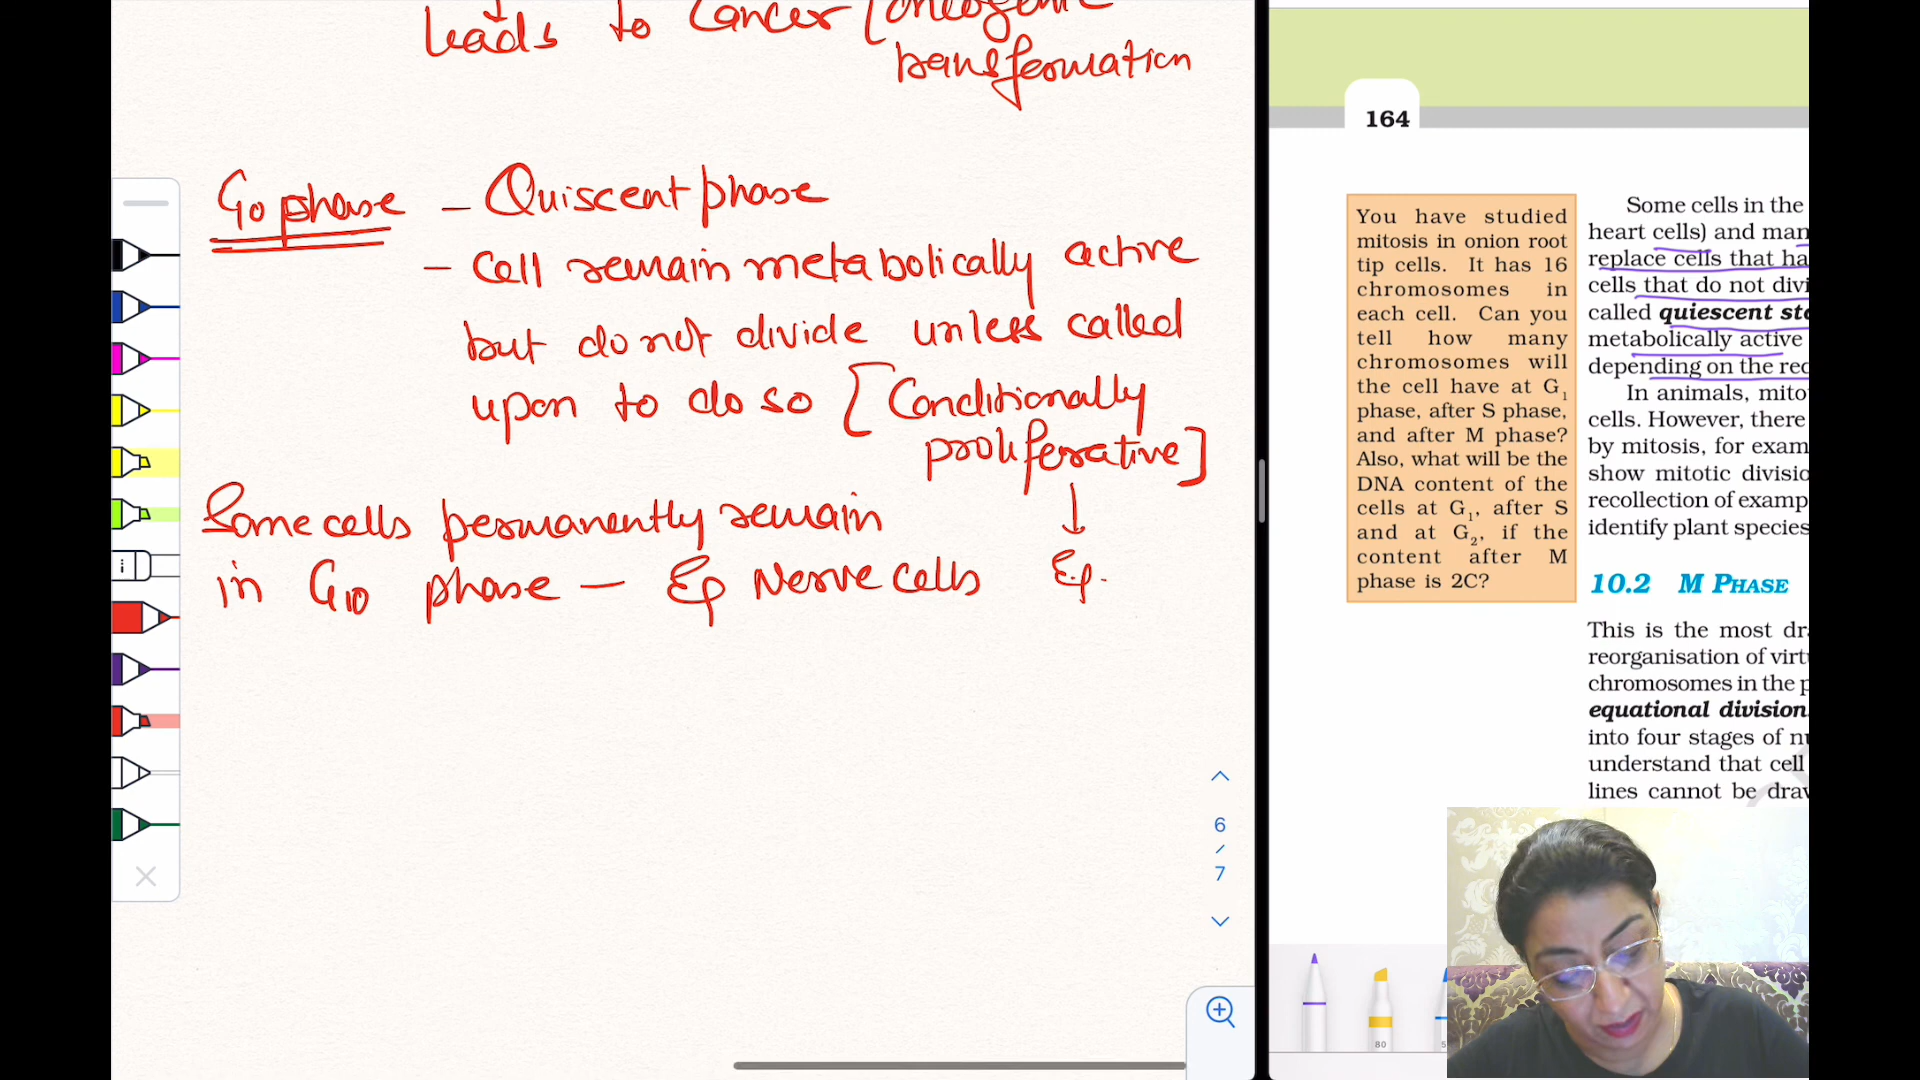 leads to Cancer [oncogenic
transformation
G0 phase - Quiscent phase
- Cell remain metabolically active
but do not divide unless called
upon to do so [Conditionally
proliferative]
Some cells permanently remain
in G0 phase - Eg Nerve cells
Eg.
6
/
7
164
You have studied
mitosis in onion root
tip cells. It has 16
chromosomes in
each cell. Can you
tell how many
chromosomes will
the cell have at G1
phase, after S phase,
and after M phase?
Also, what will be the
DNA content of the
cells at G1, after S
and at G2, if the
content after M
phase is 2C?
Some cells in the
heart cells) and man
replace cells that ha
cells that do not divi
called quiescent sta
metabolically active
depending on the req
In animals, mito
cells. However, there
by mitosis, for exam
show mitotic divisio
recollection of examp
identify plant species
10.2 M PHASE
This is the most dra
reorganisation of virtu
chromosomes in the p
equational division.
into four stages of nu
understand that cell
lines cannot be draw
80